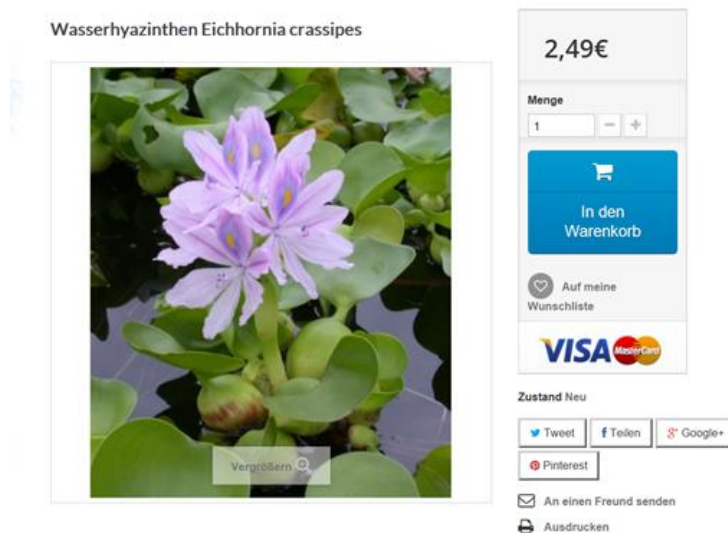 Wasserhyazinthen Eichhornia crassipes
2,49€
Menge
1
In den
Warenkorb
Auf meine
Wunschliste
VISA MasterCard
Zustand Neu
Tweet
Teilen
Google+
Pinterest
An einen Freund senden
Ausdrucken
Vergrößern